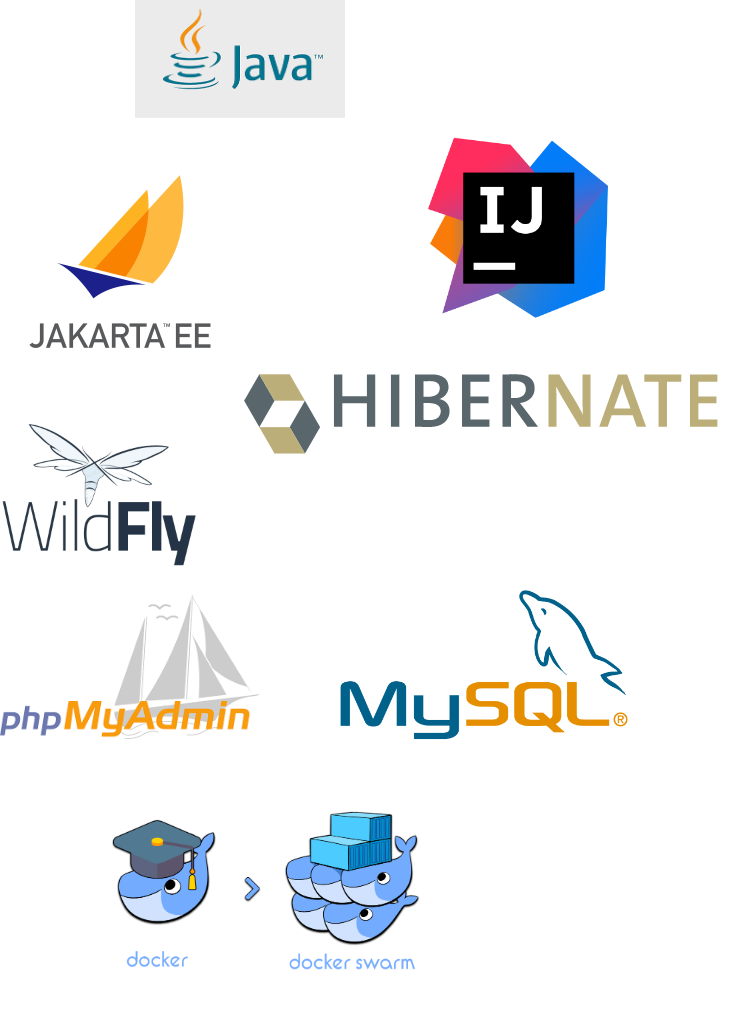 Java™
IJ
JAKARTA™ EE
HIBERNATE
WildFly
phpMyAdmin
MySQL®
docker
docker swarm